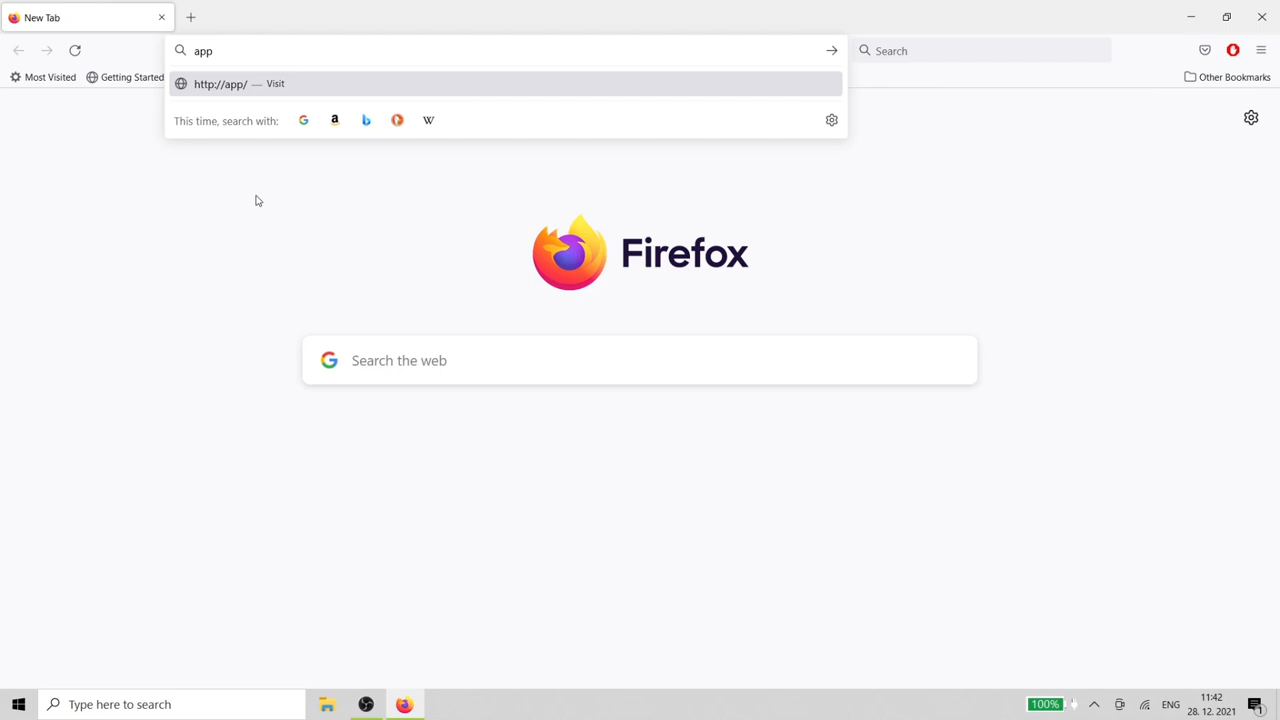 New Tab
app
Search
Most Visited
Getting Started
http://app/ — Visit
Other Bookmarks
This time, search with:
Firefox
Search the web
Type here to search
100%
ENG
11:42
28. 12. 2021
1